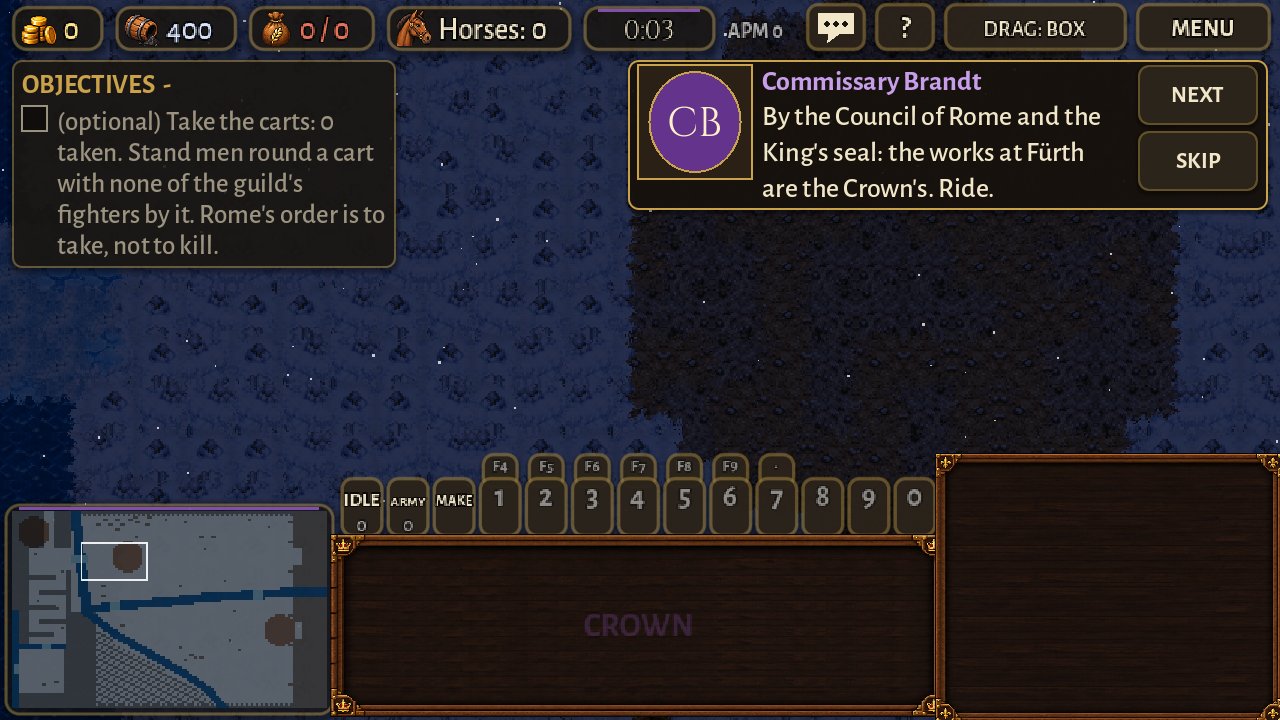 0
400
0/0
Horses: 0
0:03
APM 0
?
DRAG: BOX
MENU
OBJECTIVES -
(optional) Take the carts: 0
taken. Stand men round a cart
with none of the guild's
fighters by it. Rome's order is to
take, not to kill.
CB
Commissary Brandt
By the Council of Rome and the
King's seal: the works at Fürth
are the Crown's. Ride.
NEXT
SKIP
F4
F5
F6
F7
F8
F9
IDLE
0
ARMY
0
MAKE
1
2
3
4
5
6
7
8
9
0
CROWN